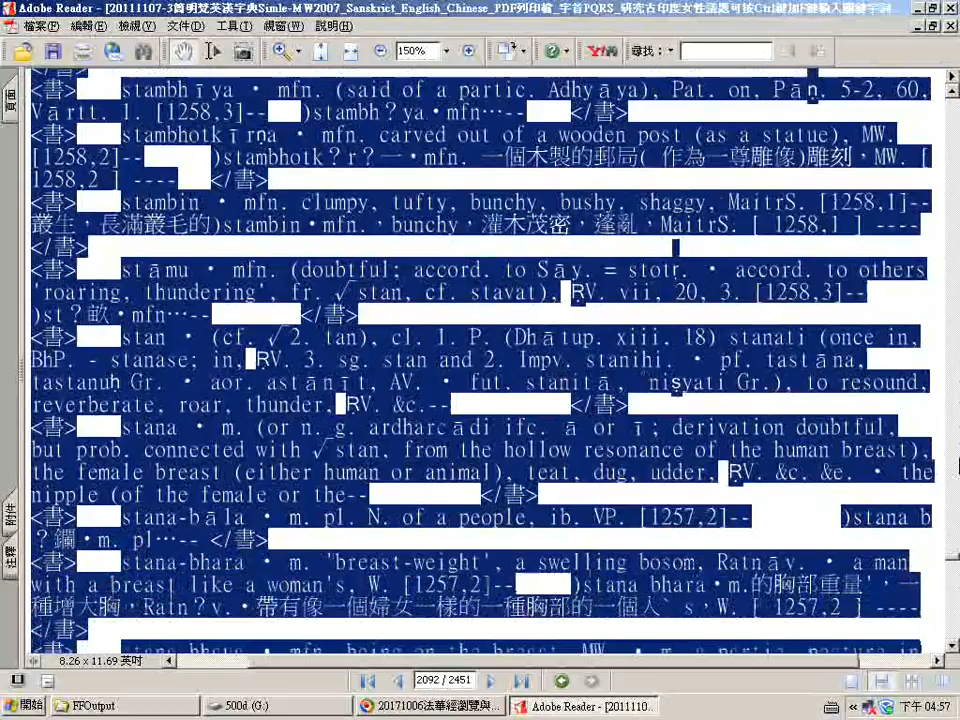 Adobe Reader - [20111107-3簡明梵英漢字典Simle-MW2007_Sanskrict_English_Chinese_PDF列印檔_字首PQRS_研究古印度女性議題可按Ctrl鍵加F鍵輸入關鍵字詞
檔案(F) 編輯(E) 檢視(V) 文件(D) 工具(T) 視窗(W) 說明(H)
150% 尋找：
頁面
<書> stambhīya • mfn. (said of a partic. Adhyāya), Pat. on, Pāṇ. 5-2, 60,
Vārtt. 1. [1258,3]-- )stambh?ya•mfn…-- </書>
<書> stambhotkīrṇa • mfn. carved out of a wooden post (as a statue), MW.
[1258,2]-- )stambhotk?r?一•mfn. 一個木製的郵局( 作為一尊雕像)雕刻，MW. [
1258,2 ] ---- </書>
<書> stambin • mfn. clumpy, tufty, bunchy, bushy. shaggy, MaitrS. [1258,1]--
叢生，長滿叢毛的)stambin•mfn.，bunchy，灌木茂密，蓬亂，MaitrS. [ 1258,1 ] ----
</書>
<書> stāmu • mfn. (doubtful; accord. to Sāy. = stotṛ. • accord. to others
'roaring, thundering', fr. √stan, cf. stavat), ṚV. vii, 20, 3. [1258,3]--
)st？畝•mfn…-- </書>
<書> stan • (cf. √2. tan), cl. 1. P. (Dhātup. xiii. 18) stanati (once in,
BhP. - stanase; in, ṚV. 3. sg. stan and 2. Impv. stanihi. • pf. tastāna,
tastanuḥ Gr. • aor. astānīt, AV. • fut. stanitā, ˚niṣyati Gr.), to resound,
reverberate, roar, thunder, ṚV. &c.-- </書>
<書> stana • m. (or n. g. ardharcādi ifc. ā or ī; derivation doubtful,
but prob. connected with √stan, from the hollow resonance of the human breast),
the female breast (either human or animal), teat, dug, udder, ṚV. &c. &e. • the
nipple (of the female or the-- </書>
<書> stana-bāla • m. pl. N. of a people, ib. VP. [1257,2]-- )stana b
？鑭•m. pl…-- </書>
<書> stana-bhara • m. "breast-weight', a swelling bosom, Ratnāv. • a man
with a breast like a woman's, W. [1257,2]-- )stana bhara•m.的胸部重量'，一
種增大胸，Ratn？v.•帶有像一個婦女一樣的一種胸部的一個人`s，W. [ 1257,2 ] ----
</書>
附件
注釋
8.26 x 11.69 英吋
2092 / 2451
開始 FFOutput 500d (G:) 20171006法華經瀏覽與... Adobe Reader - [2011110... 下午 04:57